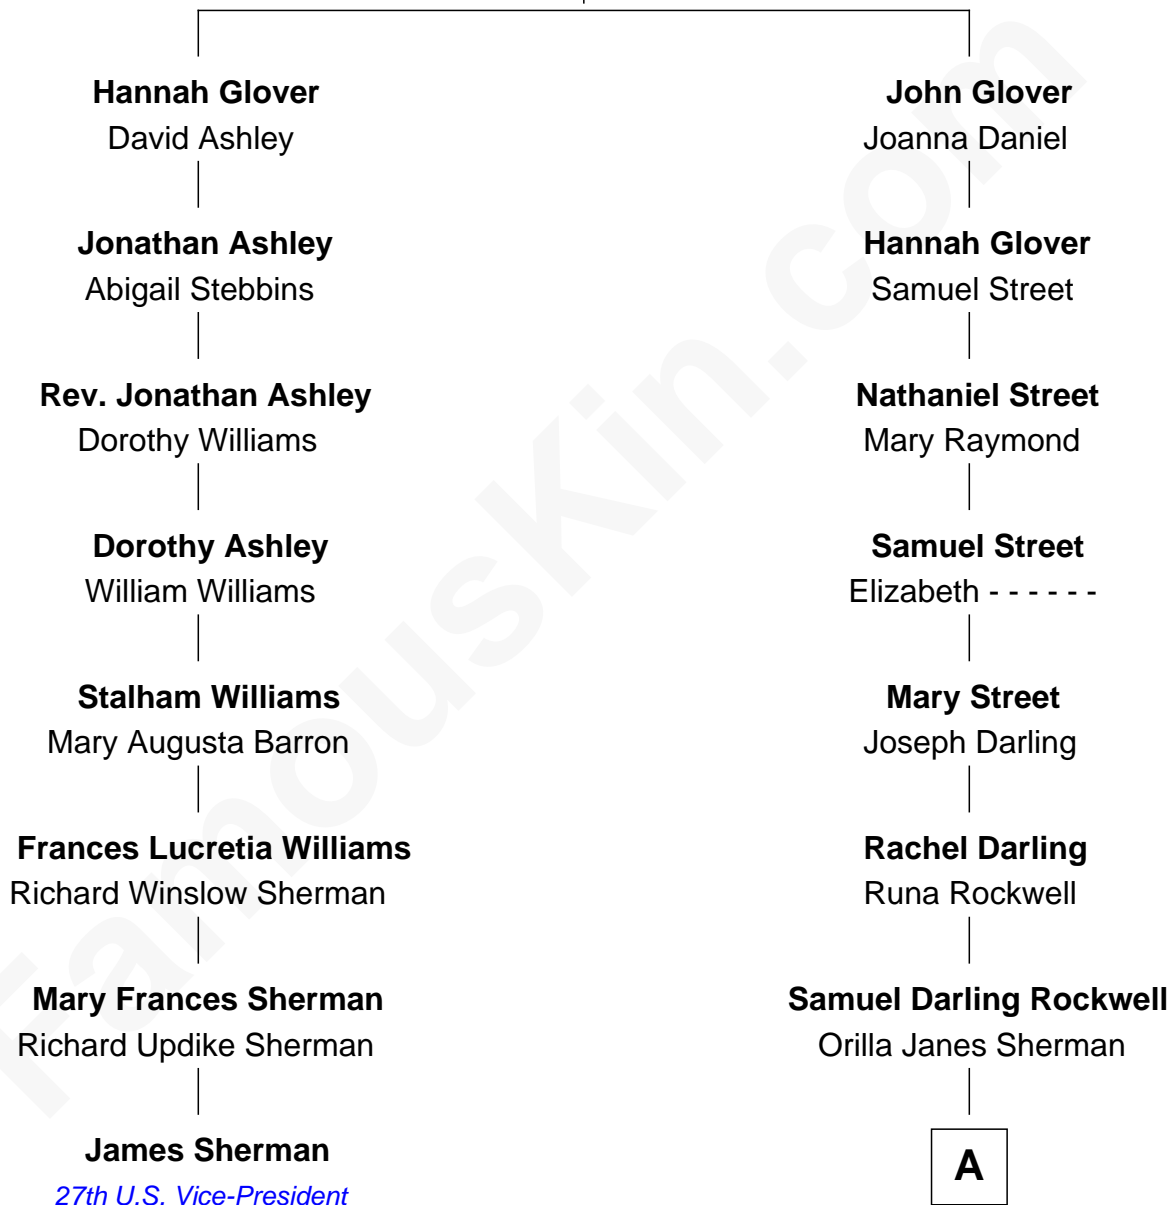 Hannah Glover
David Ashley
John Glover
Joanna Daniel
Jonathan Ashley
Abigail Stebbins
Hannah Glover
Samuel Street
Rev. Jonathan Ashley
Dorothy Williams
Nathaniel Street
Mary Raymond
Dorothy Ashley
William Williams
Samuel Street
Elizabeth - - - - - -
Stalham Williams
Mary Augusta Barron
Mary Street
Joseph Darling
Frances Lucretia Williams
Richard Winslow Sherman
Rachel Darling
Runa Rockwell
Mary Frances Sherman
Richard Updike Sherman
Samuel Darling Rockwell
Orilla Janes Sherman
James Sherman
27th U.S. Vice-President
A
FamousKin.com